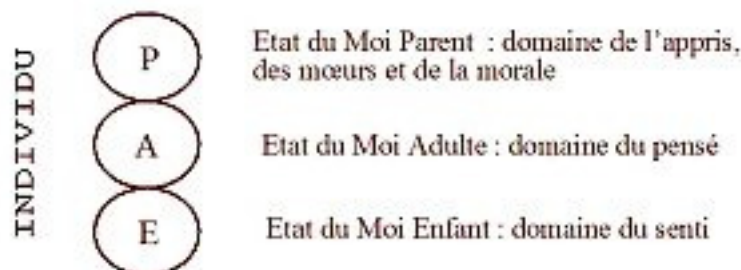 INDIVIDU
P
Etat du Moi Parent : domaine de l'appris,
des mœurs et de la morale
A
Etat du Moi Adulte : domaine du pensé
E
Etat du Moi Enfant : domaine du senti